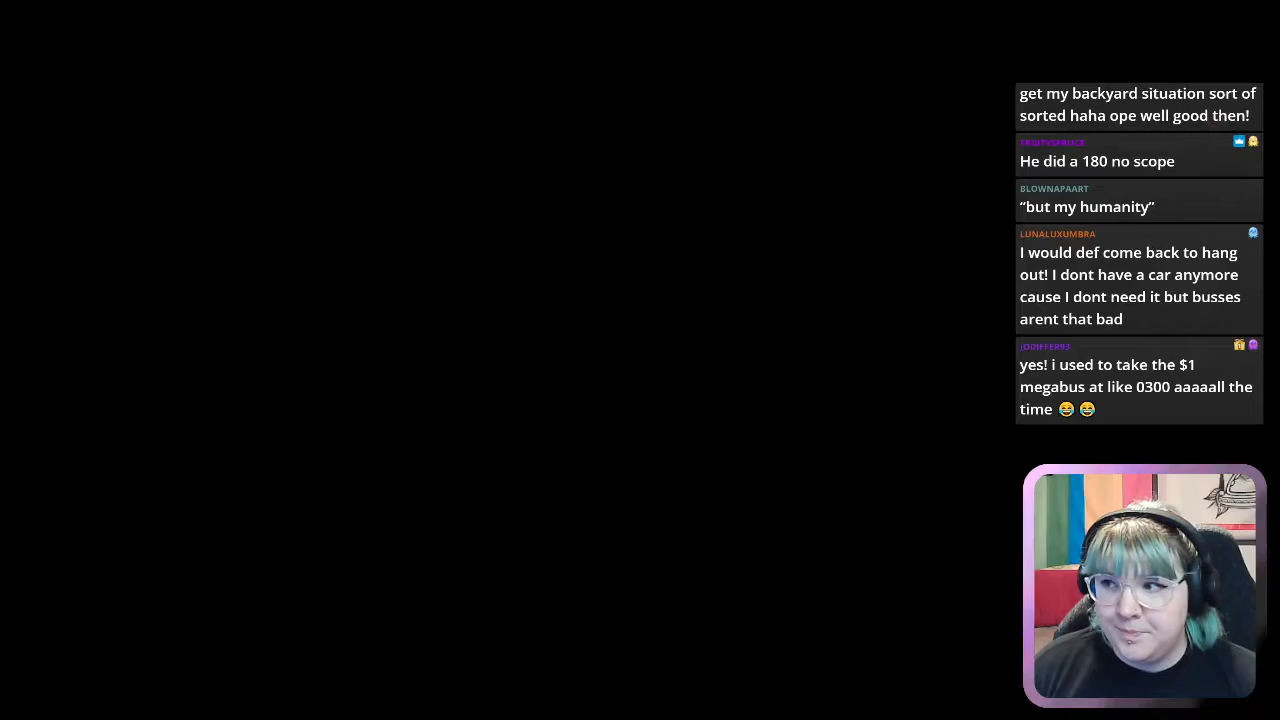 get my backyard situation sort of
sorted haha ope well good then!
He did a 180 no scope
BLOWNAPAART
“but my humanity”
LUNALUXUMBRA
I would def come back to hang
out! I dont have a car anymore
cause I dont need it but busses
arent that bad
JDDIFFER93
yes! i used to take the $1
megabus at like 0300 aaaaall the
time 😂 😂